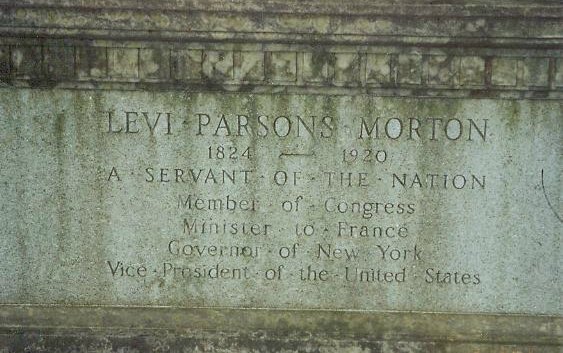 LEVI · PARSONS · MORTON
1824 — 1920
A · SERVANT · OF · THE · NATION
Member · of · Congress
Minister · to · France
Governor · of · New · York
Vice · President · of · the · United · States